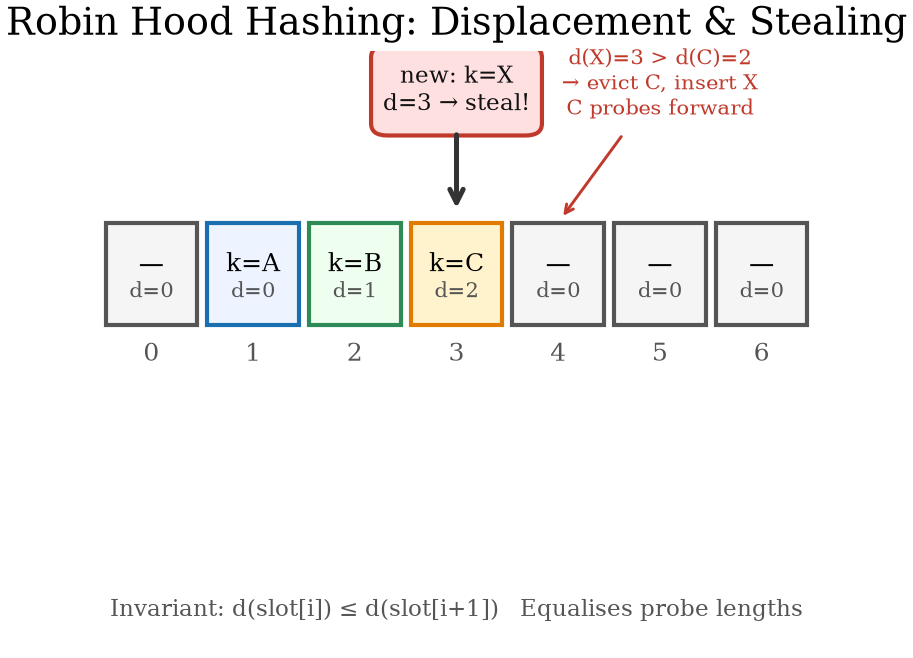 Robin Hood Hashing: Displacement & Stealing
new: k=X
d=3 → steal!
d(X)=3 > d(C)=2
→ evict C, insert X
C probes forward
— k=A k=B k=C — — —
d=0 d=0 d=1 d=2 d=0 d=0 d=0
0 1 2 3 4 5 6
Invariant: d(slot[i]) ≤ d(slot[i+1])   Equalises probe lengths